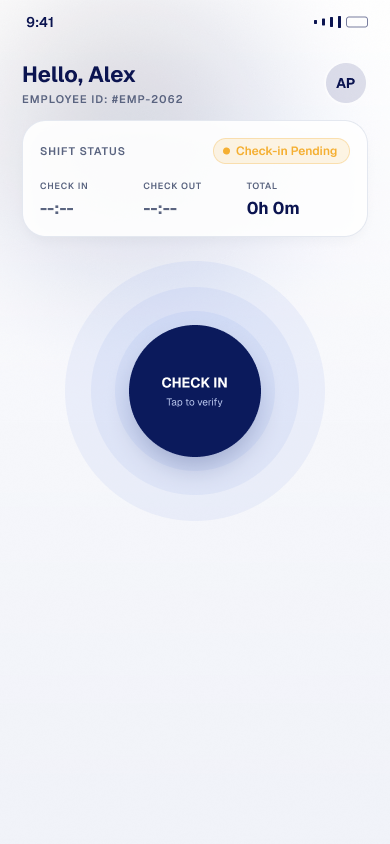 9:41
Hello, Alex
EMPLOYEE ID: #EMP-2062
AP
SHIFT STATUS
Check-in Pending
CHECK IN CHECK OUT TOTAL
--:-- --:-- 0h 0m
CHECK IN
Tap to verify